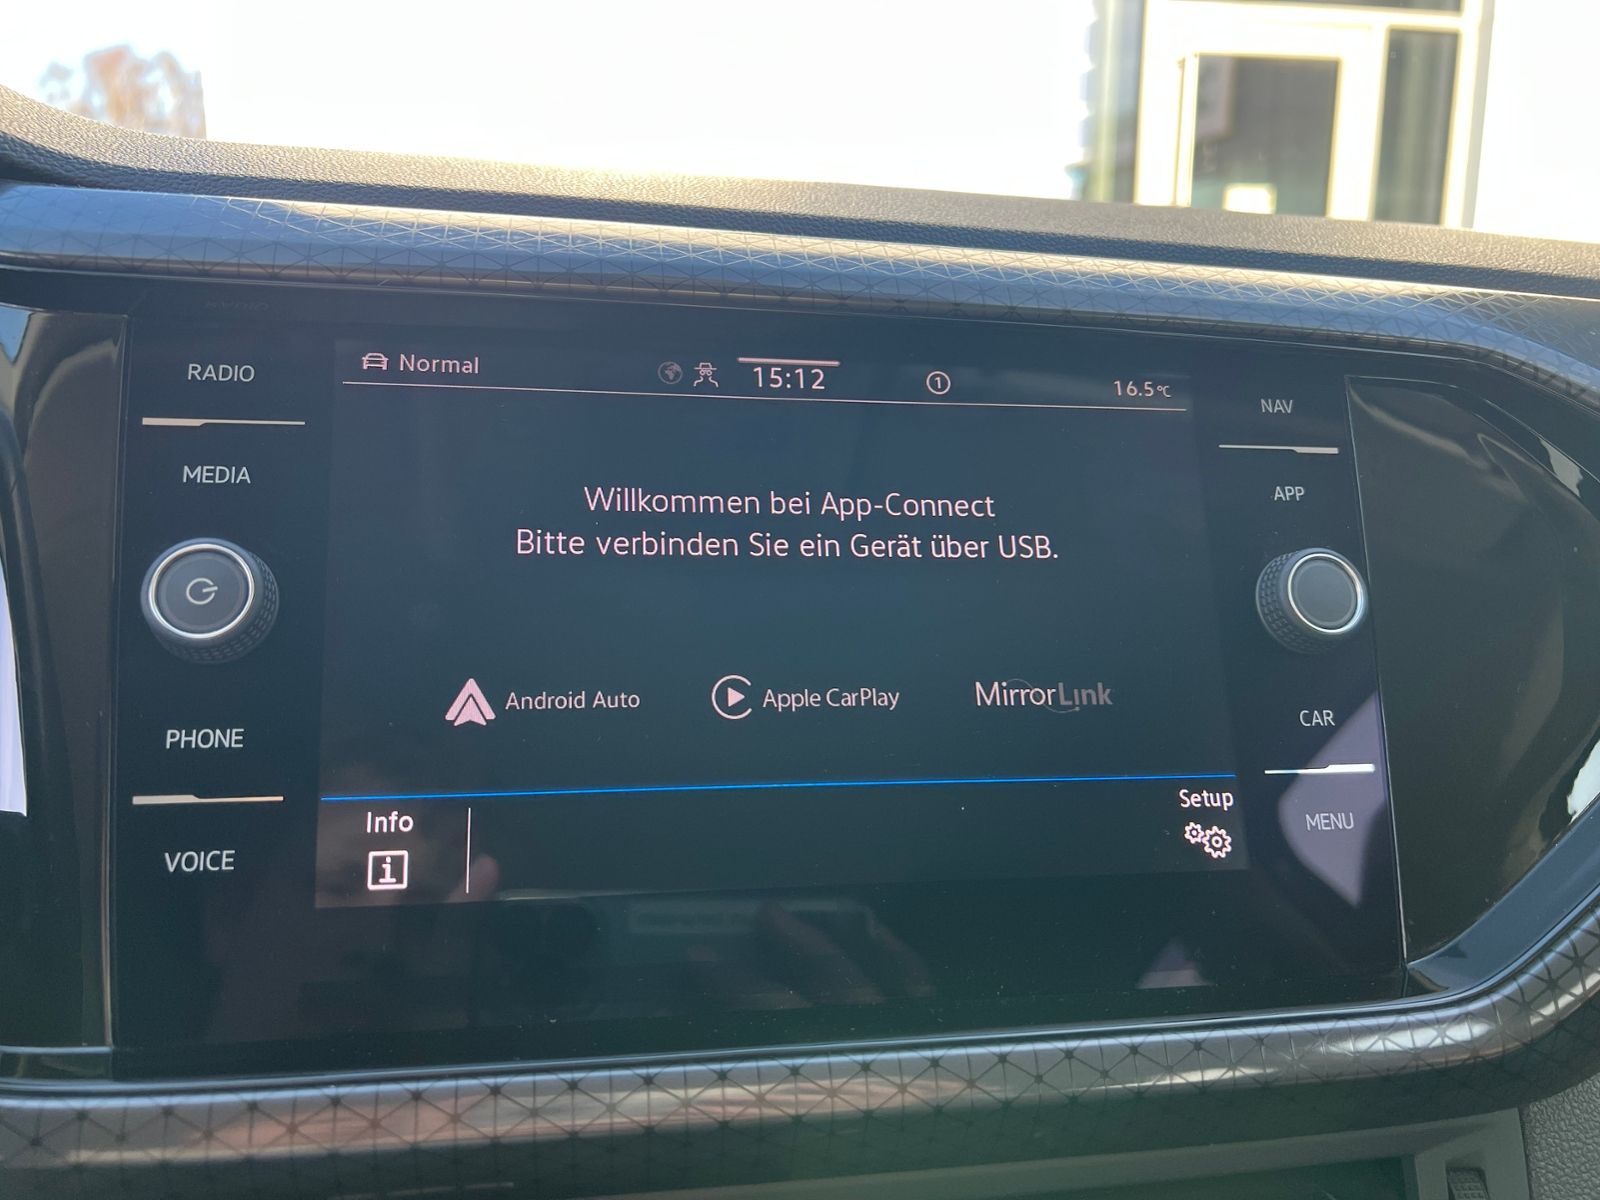 RADIO
MEDIA
PHONE
VOICE
Normal
15:12
1
16.5°C
Willkommen bei App-Connect
Bitte verbinden Sie ein Gerät über USB.
Android Auto
Apple CarPlay
MirrorLink
Info
i
Setup
NAV
APP
CAR
MENU